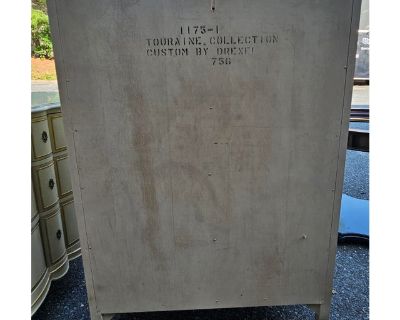 1175-1
TOURAINE COLLECTION
CUSTOM BY DREXEL
756